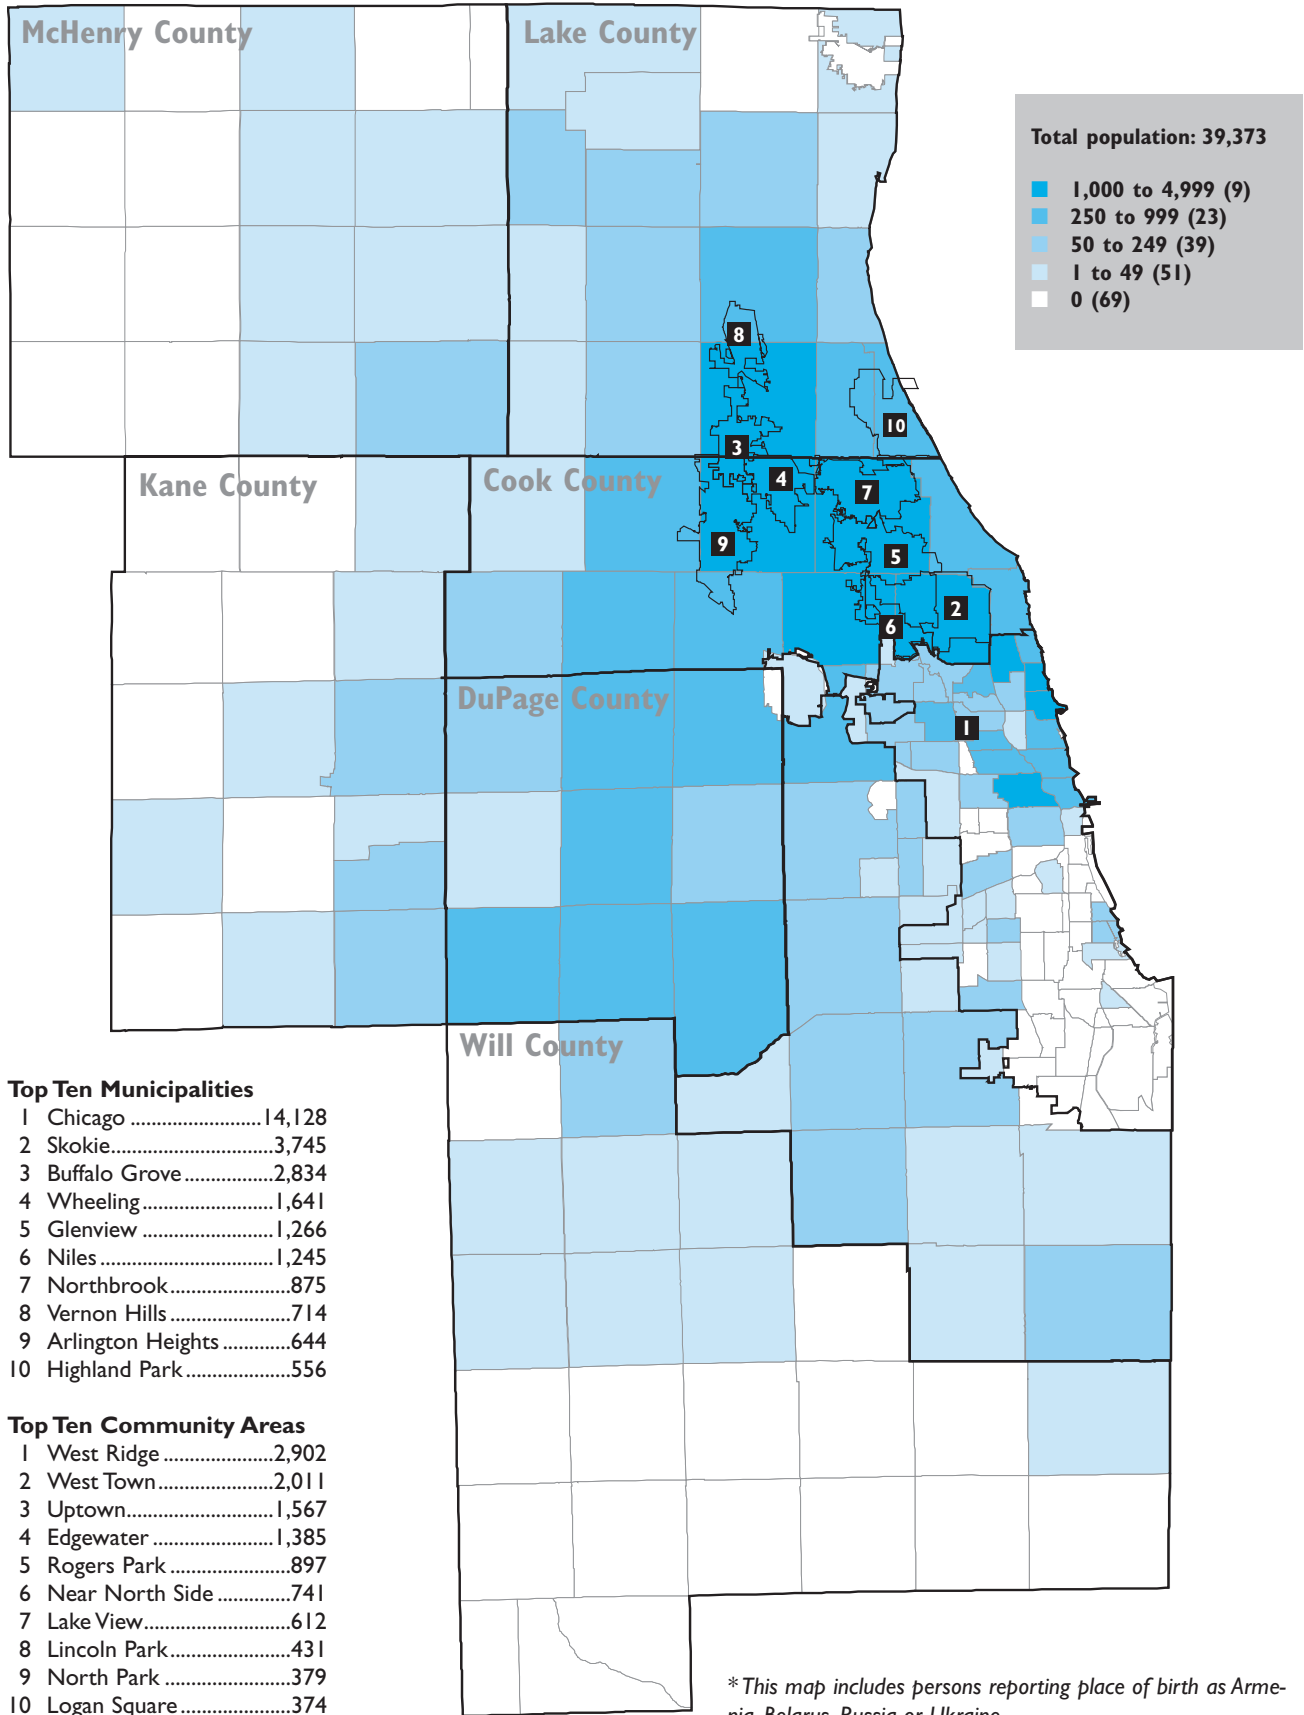 McHenry County
Lake County
Total population: 39,373
1,000 to 4,999 (9)
250 to 999 (23)
50 to 249 (39)
1 to 49 (51)
0 (69)
8
10
3
Kane County
Cook County
4
7
9
5
2
6
DuPage County
1
Will County
Top Ten Municipalities
1 Chicago ..........................14,128
2 Skokie.................................3,745
3 Buffalo Grove..................2,834
4 Wheeling..........................1,641
5 Glenview ..........................1,266
6 Niles..................................1,245
7 Northbrook........................875
8 Vernon Hills........................714
9 Arlington Heights ..............644
10 Highland Park.....................556
Top Ten Community Areas
1 West Ridge ......................2,902
2 West Town.......................2,011
3 Uptown.............................1,567
4 Edgewater ........................1,385
5 Rogers Park ........................897
6 Near North Side ...............741
7 Lake View.............................612
8 Lincoln Park........................431
9 North Park .........................379
10 Logan Square.......................374
* This map includes persons reporting place of birth as Arme-
nia, Belarus, Russia or Ukraine